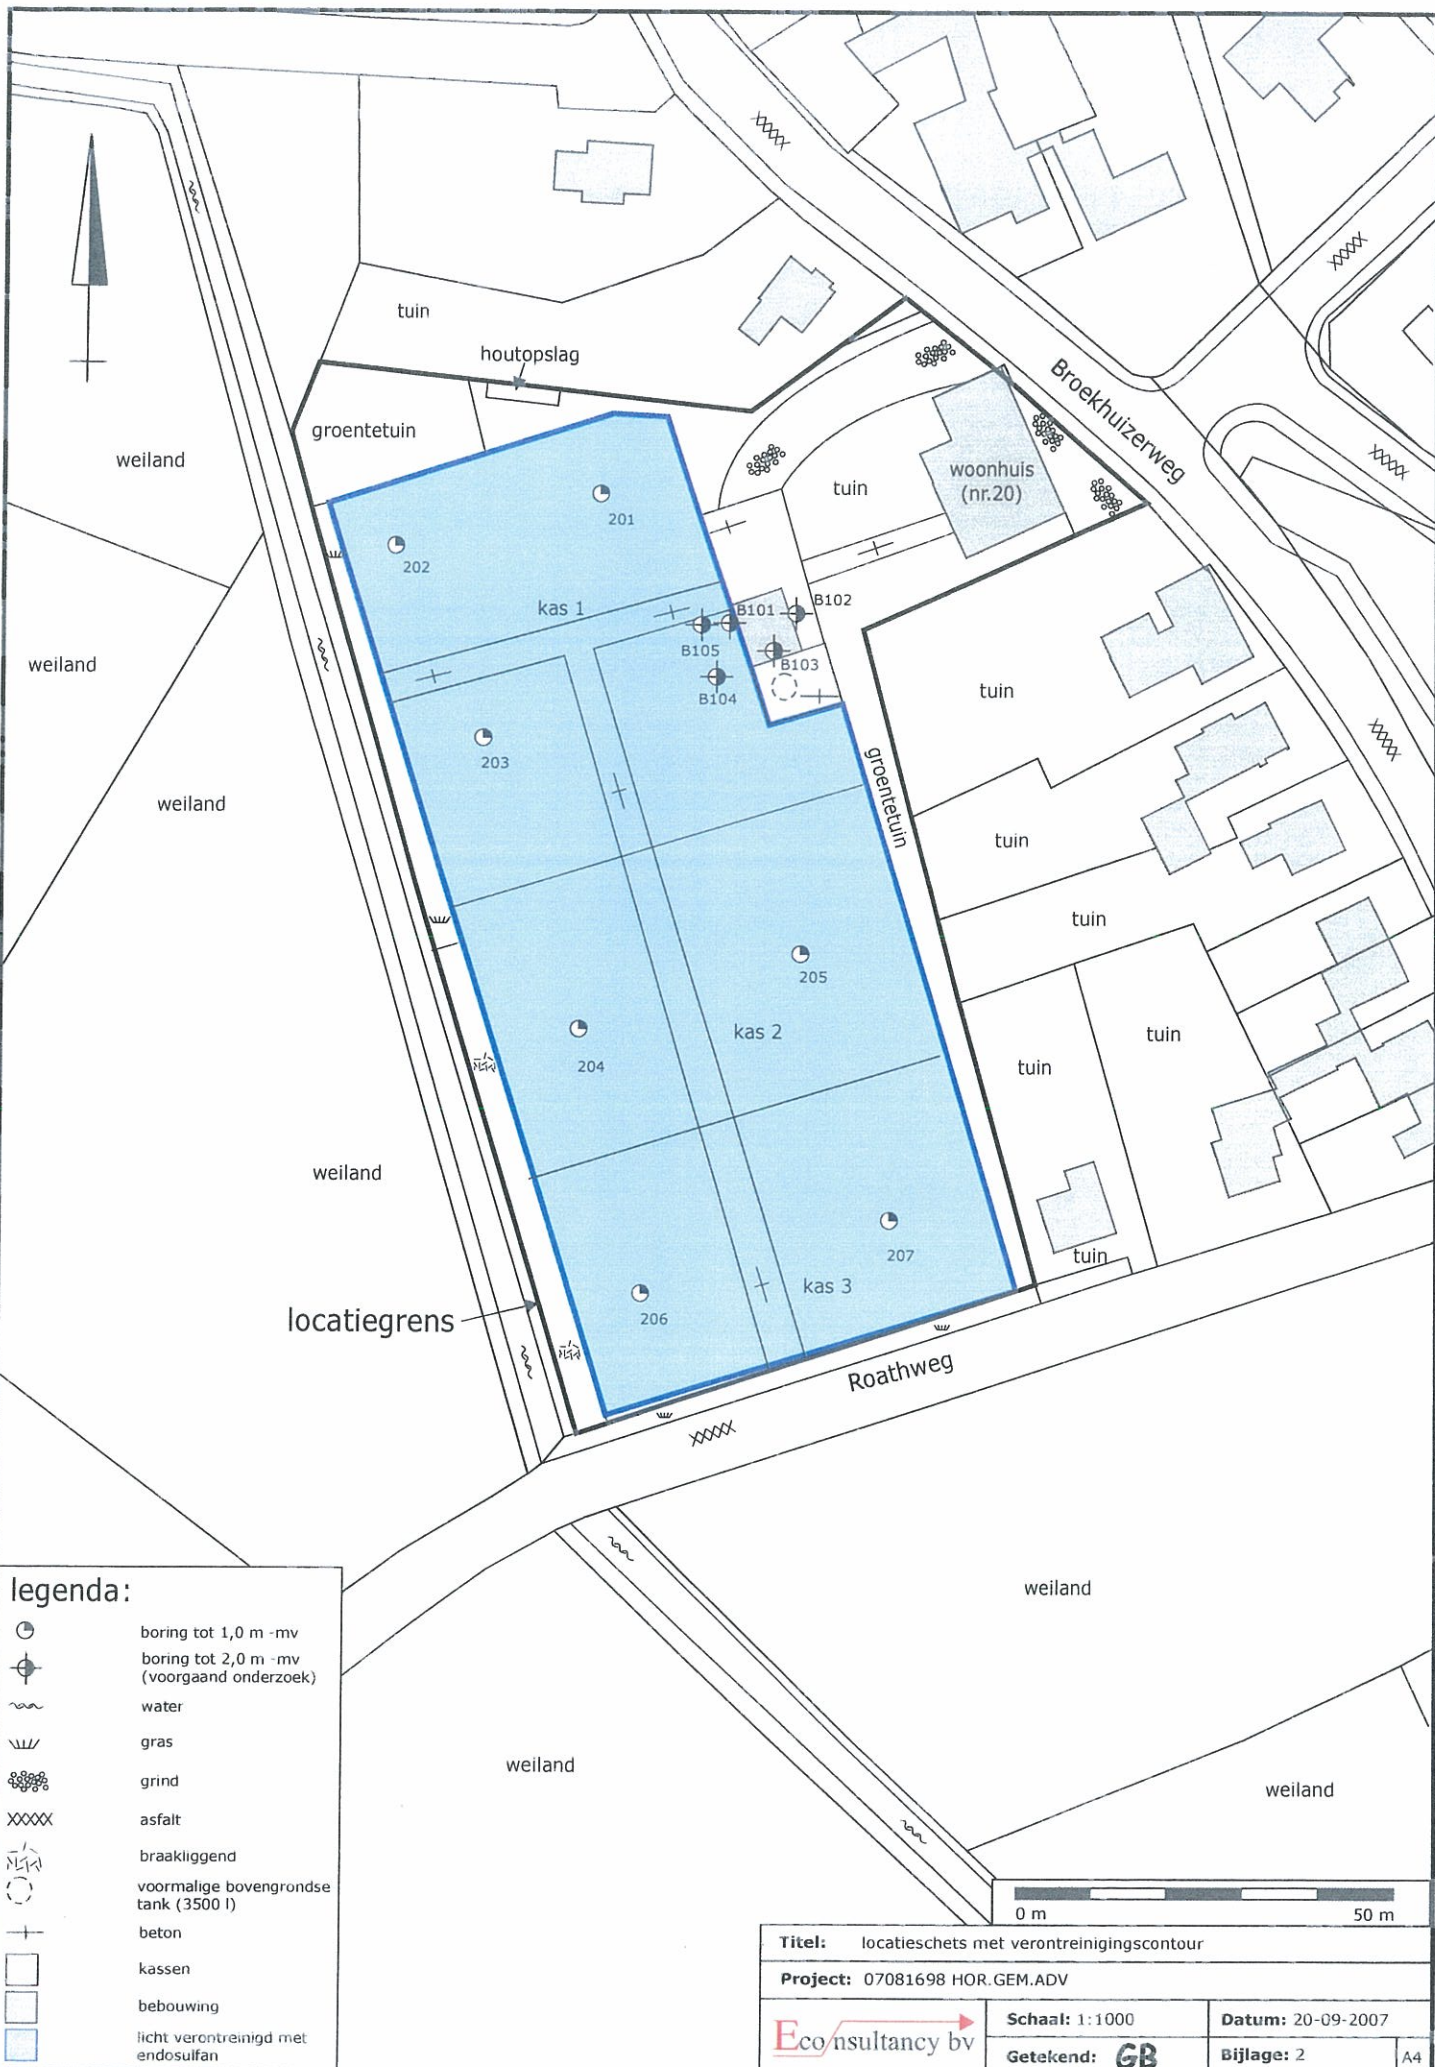 tuin
houtopslag
groentetuin
weiland
Broekhuizerweg
woonhuis
(nr.20)
tuin
201
202
kas 1
B101
B102
B105
B103
B104
weiland
tuin
203
groentetuin
weiland
tuin
tuin
205
kas 2
204
tuin
tuin
weiland
207
tuin
kas 3
206
locatiegrens
Roathweg
weiland
weiland
weiland
legenda:
boring tot 1,0 m -mv
boring tot 2,0 m -mv
(voorgaand onderzoek)
water
gras
grind
asfalt
braakliggend
voormalige bovengrondse
tank (3500 l)
beton
kassen
bebouwing
licht verontreinigd met
endosulfan
0 m 50 m
Titel: locatieschets met verontreinigingscontour
Project: 07081698 HOR.GEM.ADV
Econsultancy bv
Schaal: 1:1000
Datum: 20-09-2007
Getekend: GB
Bijlage: 2
A4